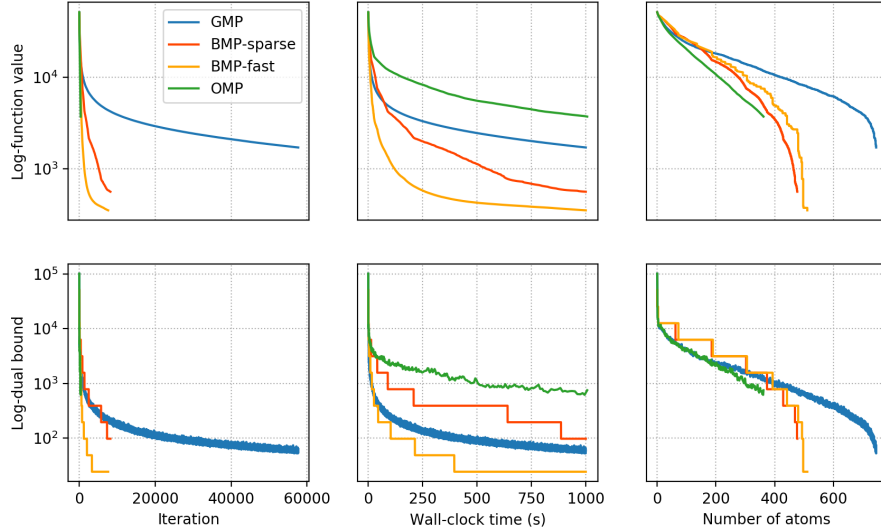 GMP
BMP-sparse
BMP-fast
OMP
Log-function value
10⁴
10³
Log-dual bound
10⁵
10⁴
10³
10²
0 20000 40000 60000
Iteration
0 250 500 750 1000
Wall-clock time (s)
0 200 400 600
Number of atoms